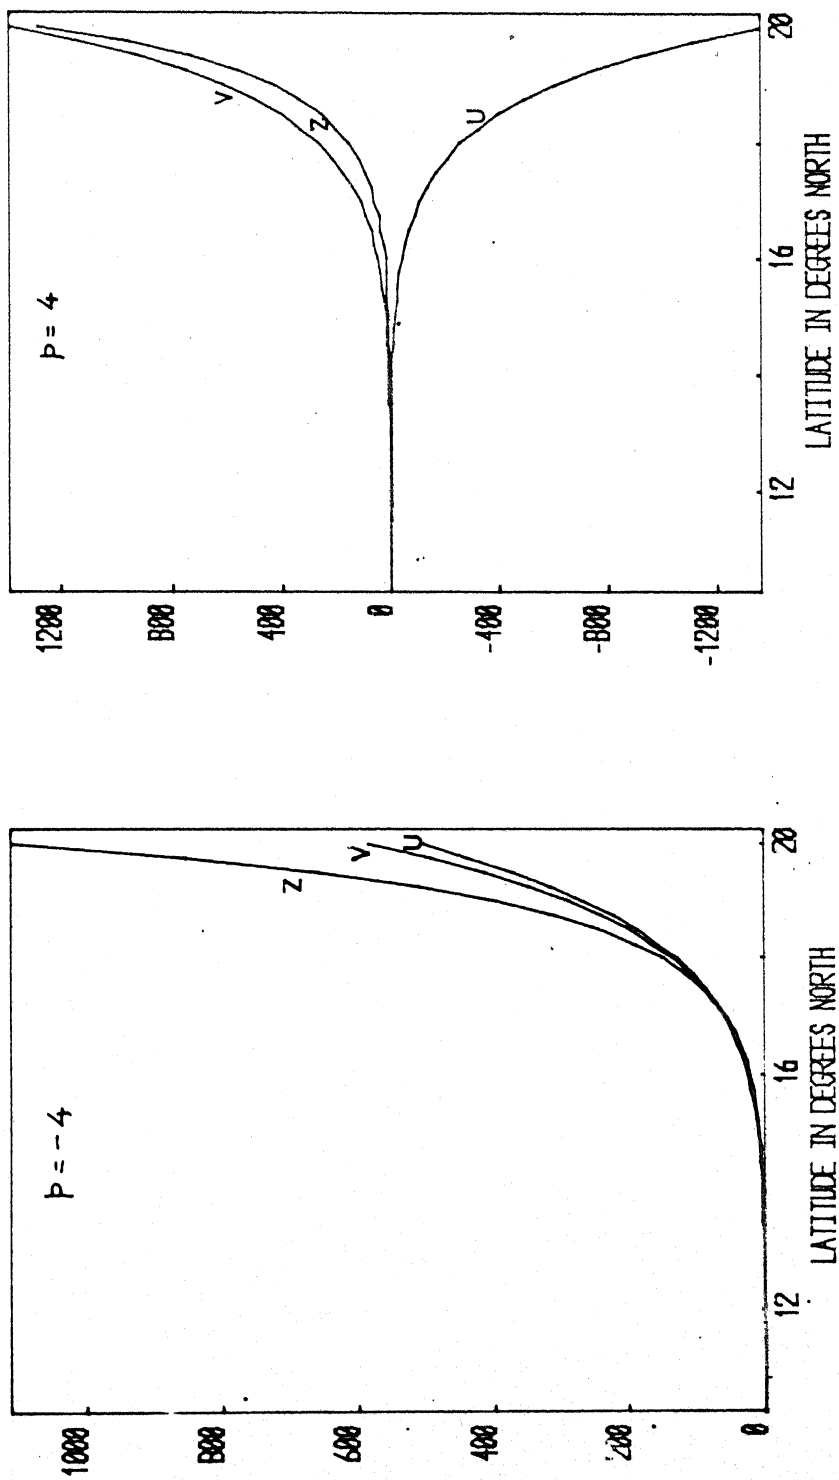 p = - 4
1000
800
600
400
200
0
Z
V
U
12 16 20
LATITUDE IN DEGREES NORTH
p = 4
1200
800
400
0
-400
-800
-1200
V
Z
U
12 16 20
LATITUDE IN DEGREES NORTH